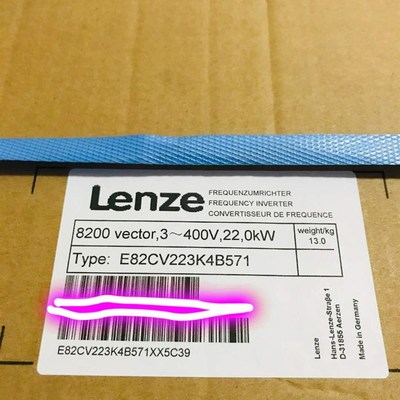 Lenze
FREQUENZUMRICHTER
FREQUENCY INVERTER
CONVERTISSEUR DE FREQUENCE
8200 vector,3~400V,22,0kW
weight/kg
13.0
Type: E82CV223K4B571
E82CV223K4B571XX5C39
Lenze
Hans-Lenze-Straße 1
D-31855 Aerzen
Made in Germany